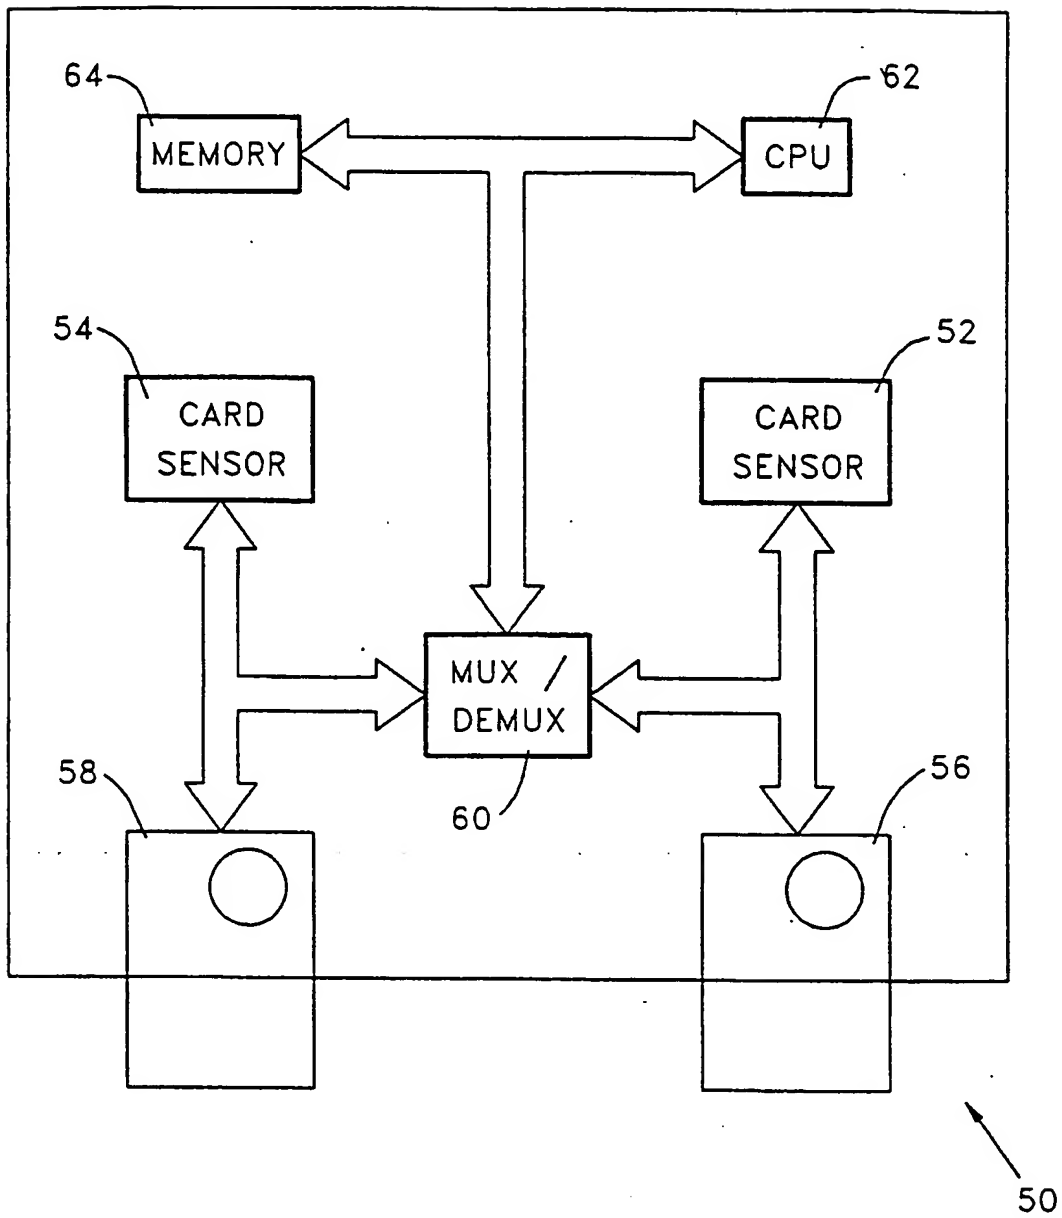 64
62
MEMORY
CPU
54
52
CARD
SENSOR
CARD
SENSOR
MUX /
DEMUX
58
56
60
50